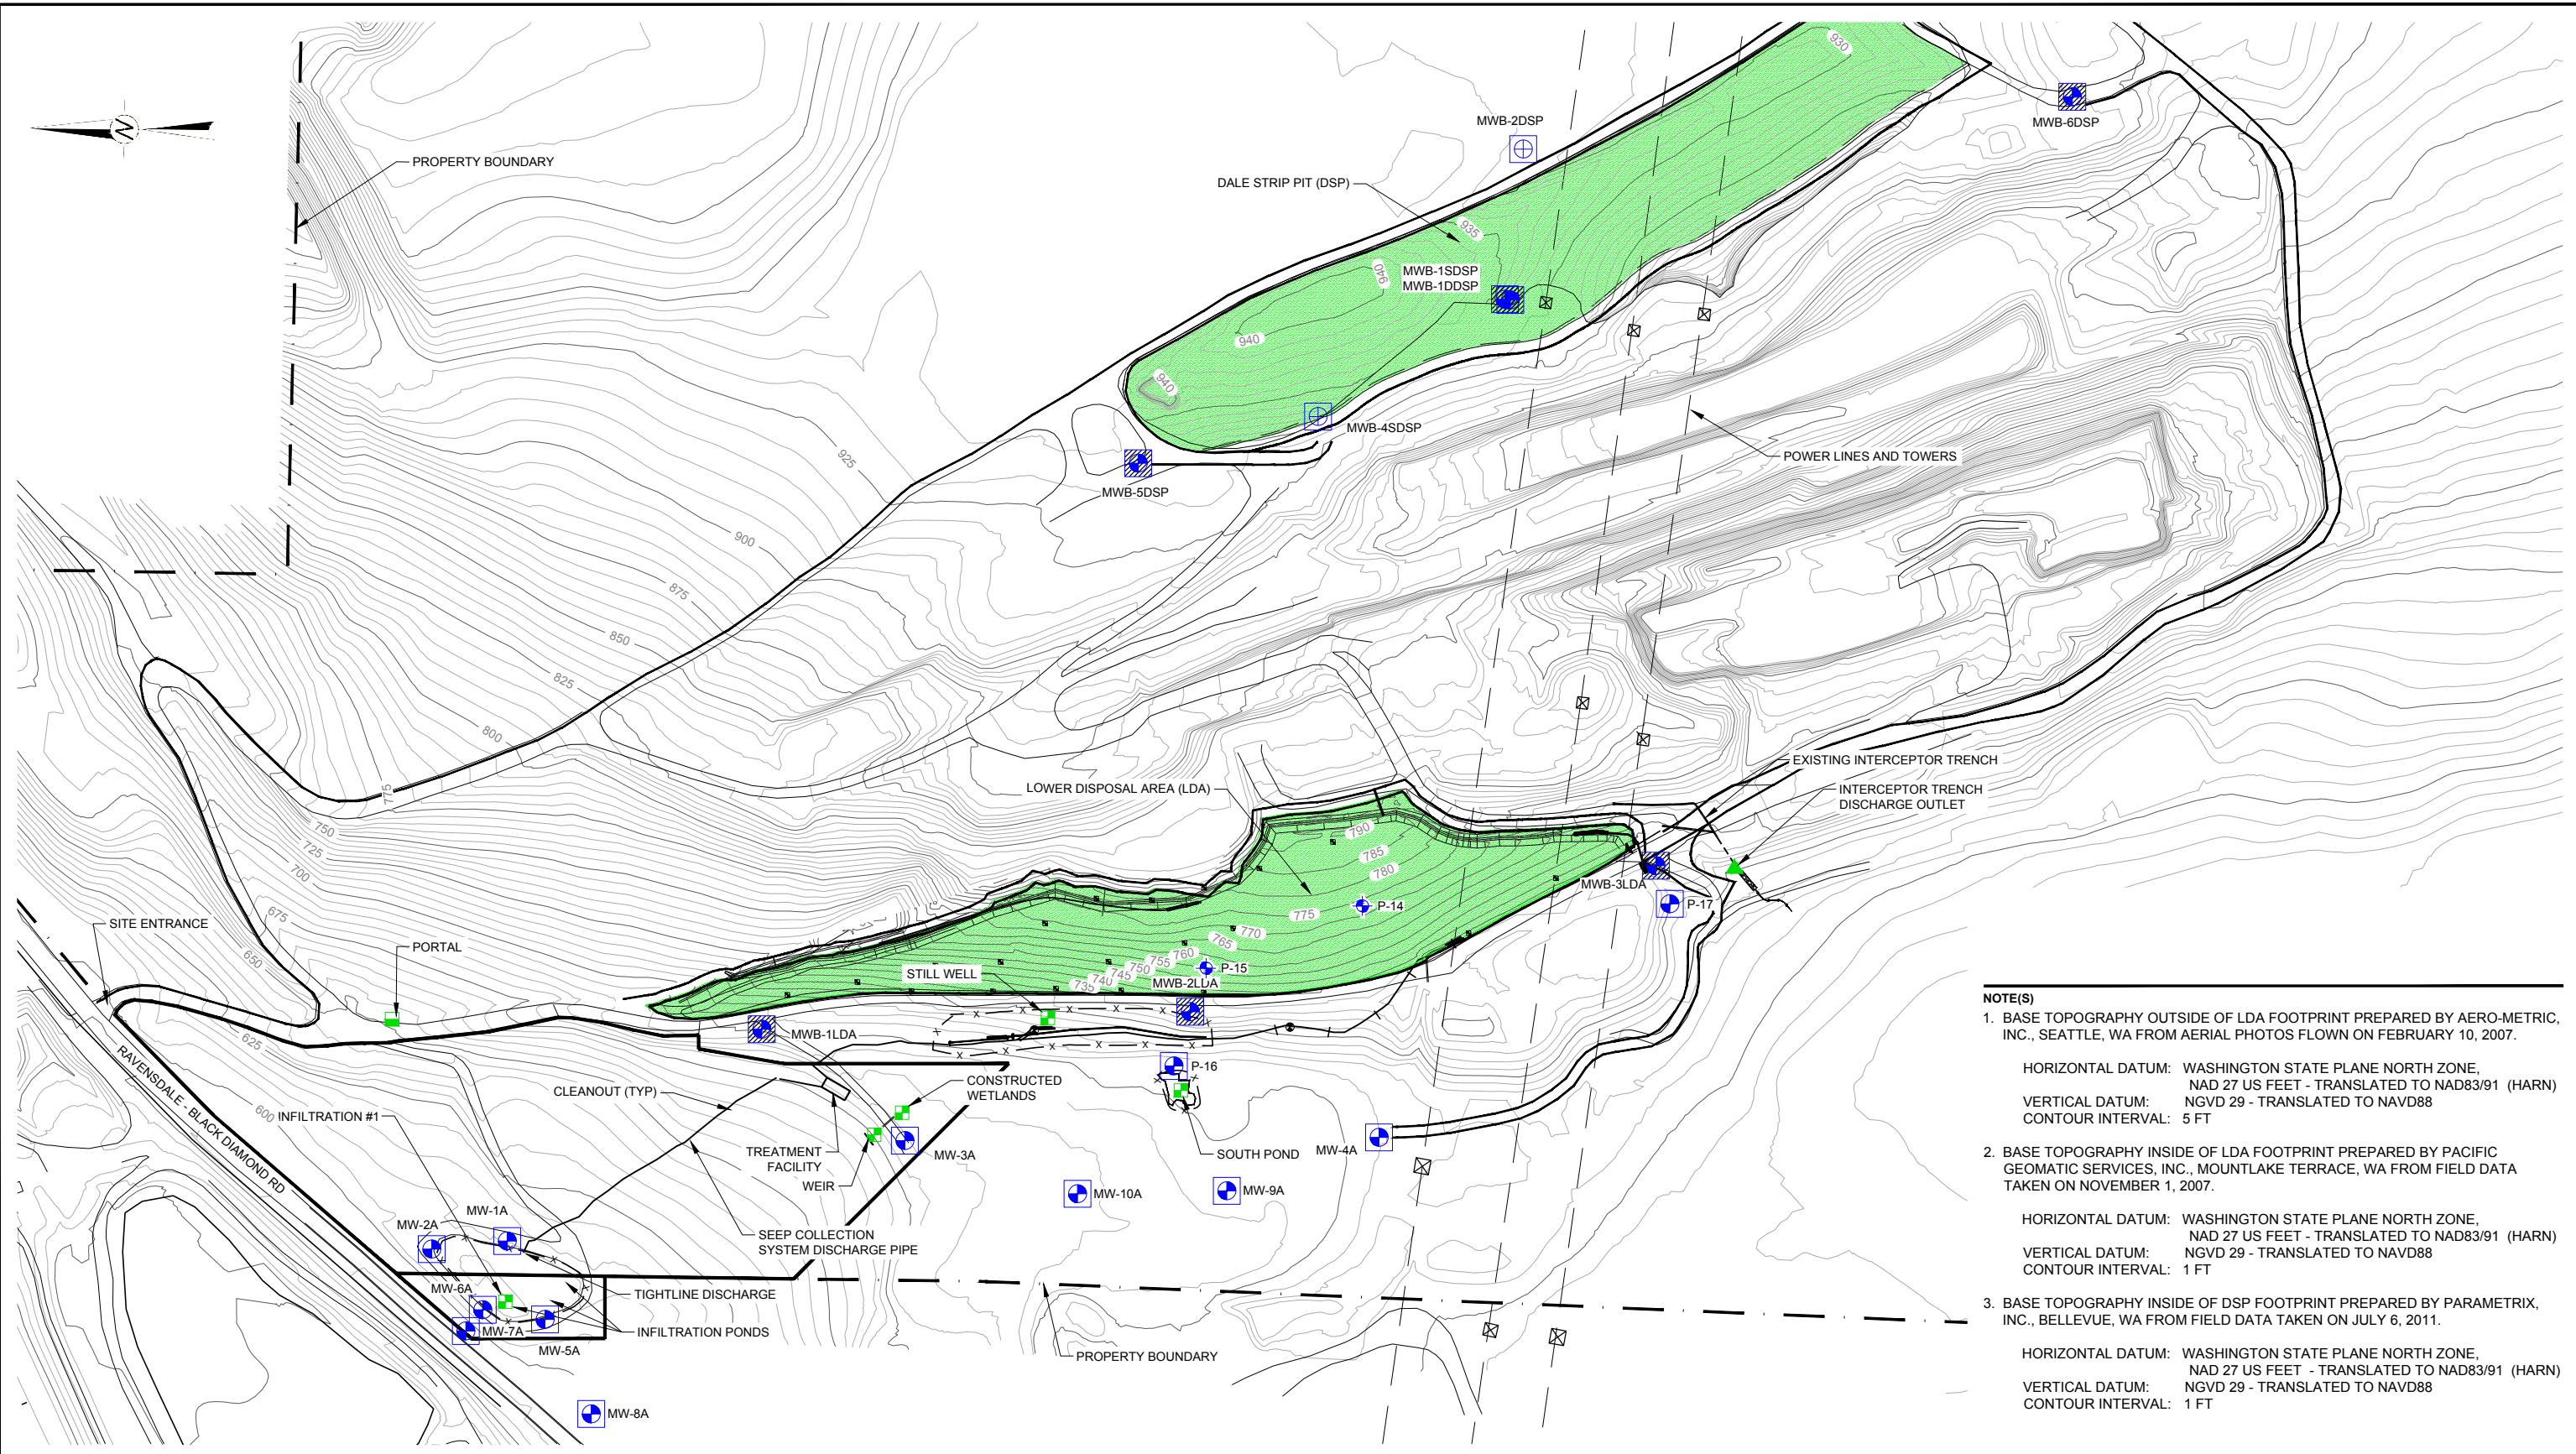 930
MWB-2DSP
MWB-6DSP
N
PROPERTY BOUNDARY
DALE STRIP PIT (DSP)
935
940
MWB-1SDSP
MWB-1DDSP
940
940
MWB-4SDSP
925
POWER LINES AND TOWERS
MWB-5DSP
900
875
850
825
800
775
EXISTING INTERCEPTOR TRENCH
LOWER DISPOSAL AREA (LDA)
INTERCEPTOR TRENCH
DISCHARGE OUTLET
750
725
700
790
785
780
MWB-3LDA
P-17
P-14
775
675
SITE ENTRANCE
PORTAL
770
765
760
755
750
745
740
735
650
STILL WELL
P-15
MWB-2LDA
MWB-1LDA
625
RAVENSDALE - BLACK DIAMOND RD
P-16
CLEANOUT (TYP)
CONSTRUCTED
WETLANDS
600
INFILTRATION #1
TREATMENT
FACILITY
WEIR
MW-3A
SOUTH POND
MW-4A
MW-10A
MW-9A
MW-1A
MW-2A
SEEP COLLECTION
SYSTEM DISCHARGE PIPE
MW-6A
TIGHTLINE DISCHARGE
MW-7A
INFILTRATION PONDS
MW-5A
PROPERTY BOUNDARY
MW-8A
NOTE(S)
1. BASE TOPOGRAPHY OUTSIDE OF LDA FOOTPRINT PREPARED BY AERO-METRIC,
INC., SEATTLE, WA FROM AERIAL PHOTOS FLOWN ON FEBRUARY 10, 2007.
HORIZONTAL DATUM: WASHINGTON STATE PLANE NORTH ZONE,
NAD 27 US FEET - TRANSLATED TO NAD83/91 (HARN)
VERTICAL DATUM: NGVD 29 - TRANSLATED TO NAVD88
CONTOUR INTERVAL: 5 FT
2. BASE TOPOGRAPHY INSIDE OF LDA FOOTPRINT PREPARED BY PACIFIC
GEOMATIC SERVICES, INC., MOUNTLAKE TERRACE, WA FROM FIELD DATA
TAKEN ON NOVEMBER 1, 2007.
HORIZONTAL DATUM: WASHINGTON STATE PLANE NORTH ZONE,
NAD 27 US FEET - TRANSLATED TO NAD83/91 (HARN)
VERTICAL DATUM: NGVD 29 - TRANSLATED TO NAVD88
CONTOUR INTERVAL: 1 FT
3. BASE TOPOGRAPHY INSIDE OF DSP FOOTPRINT PREPARED BY PARAMETRIX,
INC., BELLEVUE, WA FROM FIELD DATA TAKEN ON JULY 6, 2011.
HORIZONTAL DATUM: WASHINGTON STATE PLANE NORTH ZONE,
NAD 27 US FEET - TRANSLATED TO NAD83/91 (HARN)
VERTICAL DATUM: NGVD 29 - TRANSLATED TO NAVD88
CONTOUR INTERVAL: 1 FT